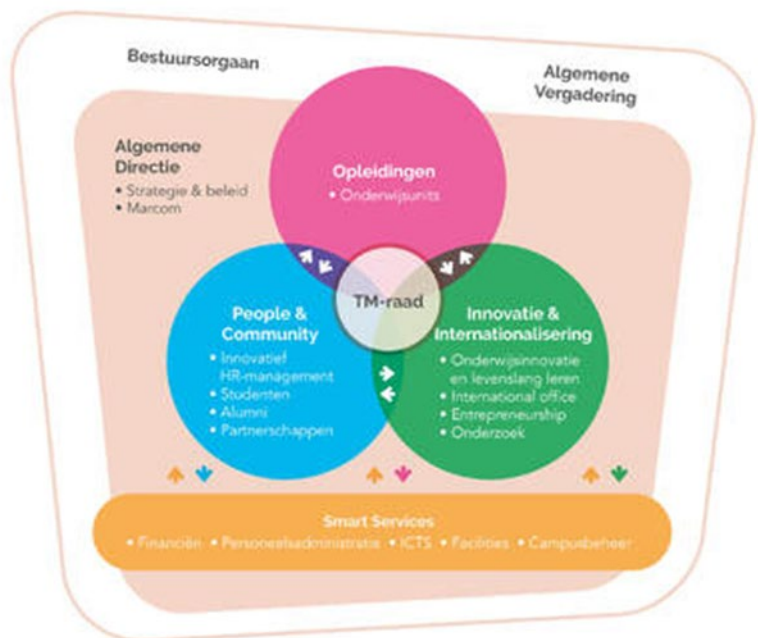 Bestuursorgaan
Algemene
Vergadering
Algemene
Directie
• Strategie & beleid
• Marcom
Opleidingen
• Onderwijsunits
TM-raad
People &
Community
• Innovatief
HR-management
• Studenten
• Alumni
• Partnerschappen
Innovatie &
Internationalisering
• Onderwijsinnovatie
en levenslang leren
• International office
• Entrepreneurship
• Onderzoek
Smart Services
• Financiën • Personeelsadministratie • ICTS • Facilities • Campusbeheer